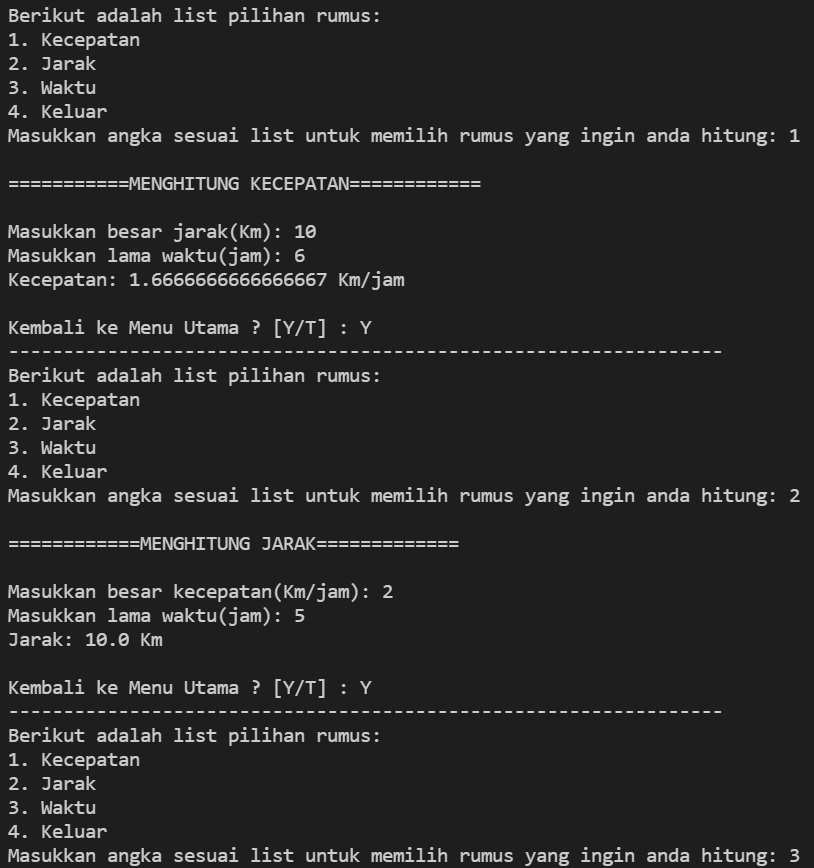 Berikut adalah list pilihan rumus:
1. Kecepatan
2. Jarak
3. Waktu
4. Keluar
Masukkan angka sesuai list untuk memilih rumus yang ingin anda hitung: 1
===========MENGHITUNG KECEPATAN============
Masukkan besar jarak(Km): 10
Masukkan lama waktu(jam): 6
Kecepatan: 1.6666666666666667 Km/jam
Kembali ke Menu Utama ? [Y/T] : Y
-----------------------------------------------------------------
Berikut adalah list pilihan rumus:
1. Kecepatan
2. Jarak
3. Waktu
4. Keluar
Masukkan angka sesuai list untuk memilih rumus yang ingin anda hitung: 2
============MENGHITUNG JARAK=============
Masukkan besar kecepatan(Km/jam): 2
Masukkan lama waktu(jam): 5
Jarak: 10.0 Km
Kembali ke Menu Utama ? [Y/T] : Y
-----------------------------------------------------------------
Berikut adalah list pilihan rumus:
1. Kecepatan
2. Jarak
3. Waktu
4. Keluar
Masukkan angka sesuai list untuk memilih rumus yang ingin anda hitung: 3